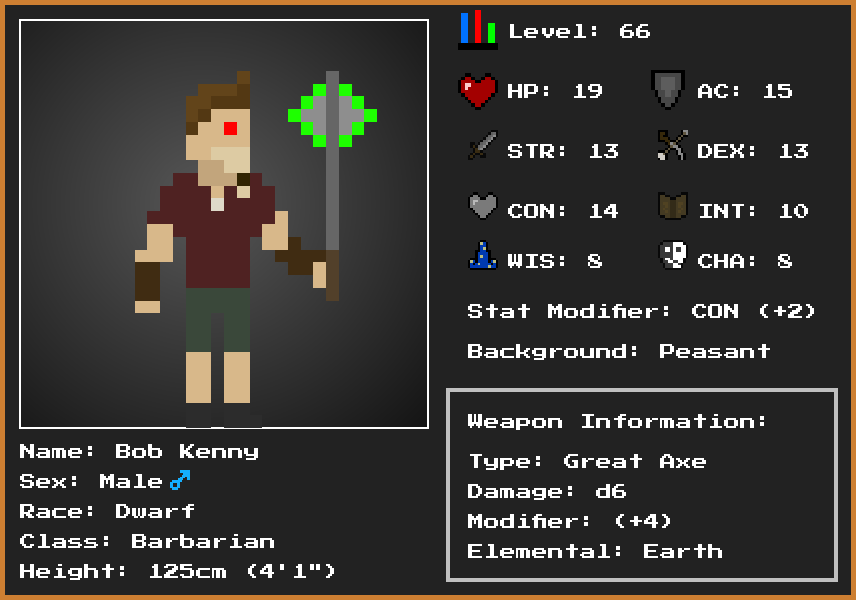 Level: 66
HP: 19
AC: 15
STR: 13
DEX: 13
CON: 14
INT: 10
WIS: 8
CHA: 8
Stat Modifier: CON (+2)
Background: Peasant
Weapon Information:
Type: Great Axe
Damage: d6
Modifier: (+4)
Elemental: Earth
Name: Bob Kenny
Sex: Male ♂
Race: Dwarf
Class: Barbarian
Height: 125cm (4'1")